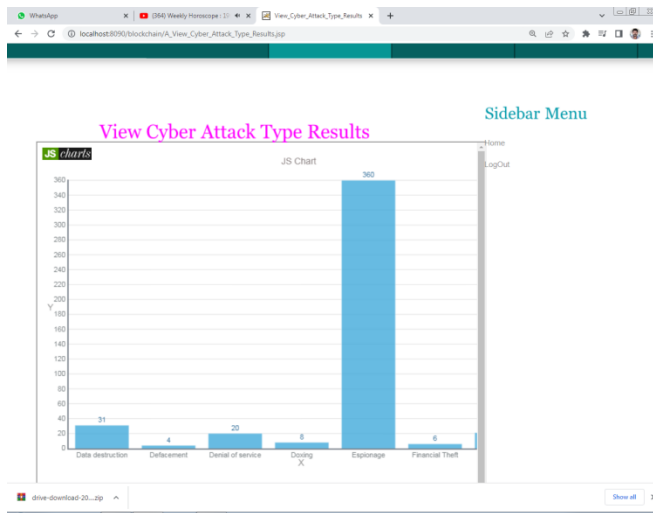 WhatsApp
(364) Weekly Horoscope : 1
View_Cyber_Attack_Type_Results
localhost:8090/blockchain/A_View_Cyber_Attack_Type_Results.jsp
Sidebar Menu
View Cyber Attack Type Results
Home
LogOut
JS charts
JS Chart
360
360
340
320
300
280
260
240
220
200
Y
180
160
140
120
100
80
60
40
31
20
20
8
4
6
0
Data destruction Defacement Denial of service Doxing Espionage Financial Theft
X
drive-download-20....zip
Show all